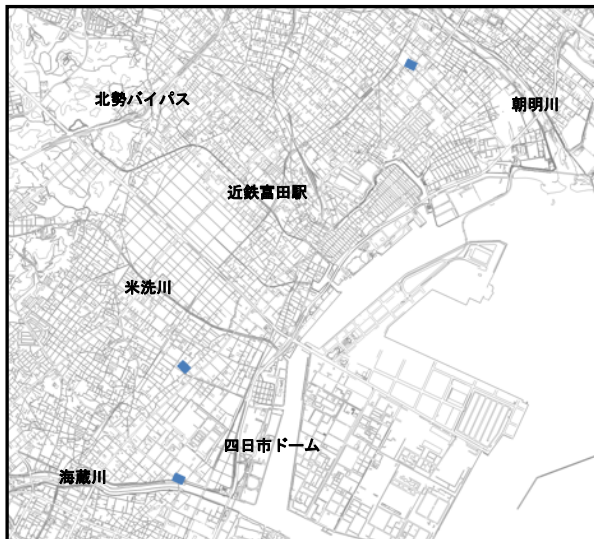 北勢バイパス
朝明川
近鉄富田駅
米洗川
四日市ドーム
海蔵川